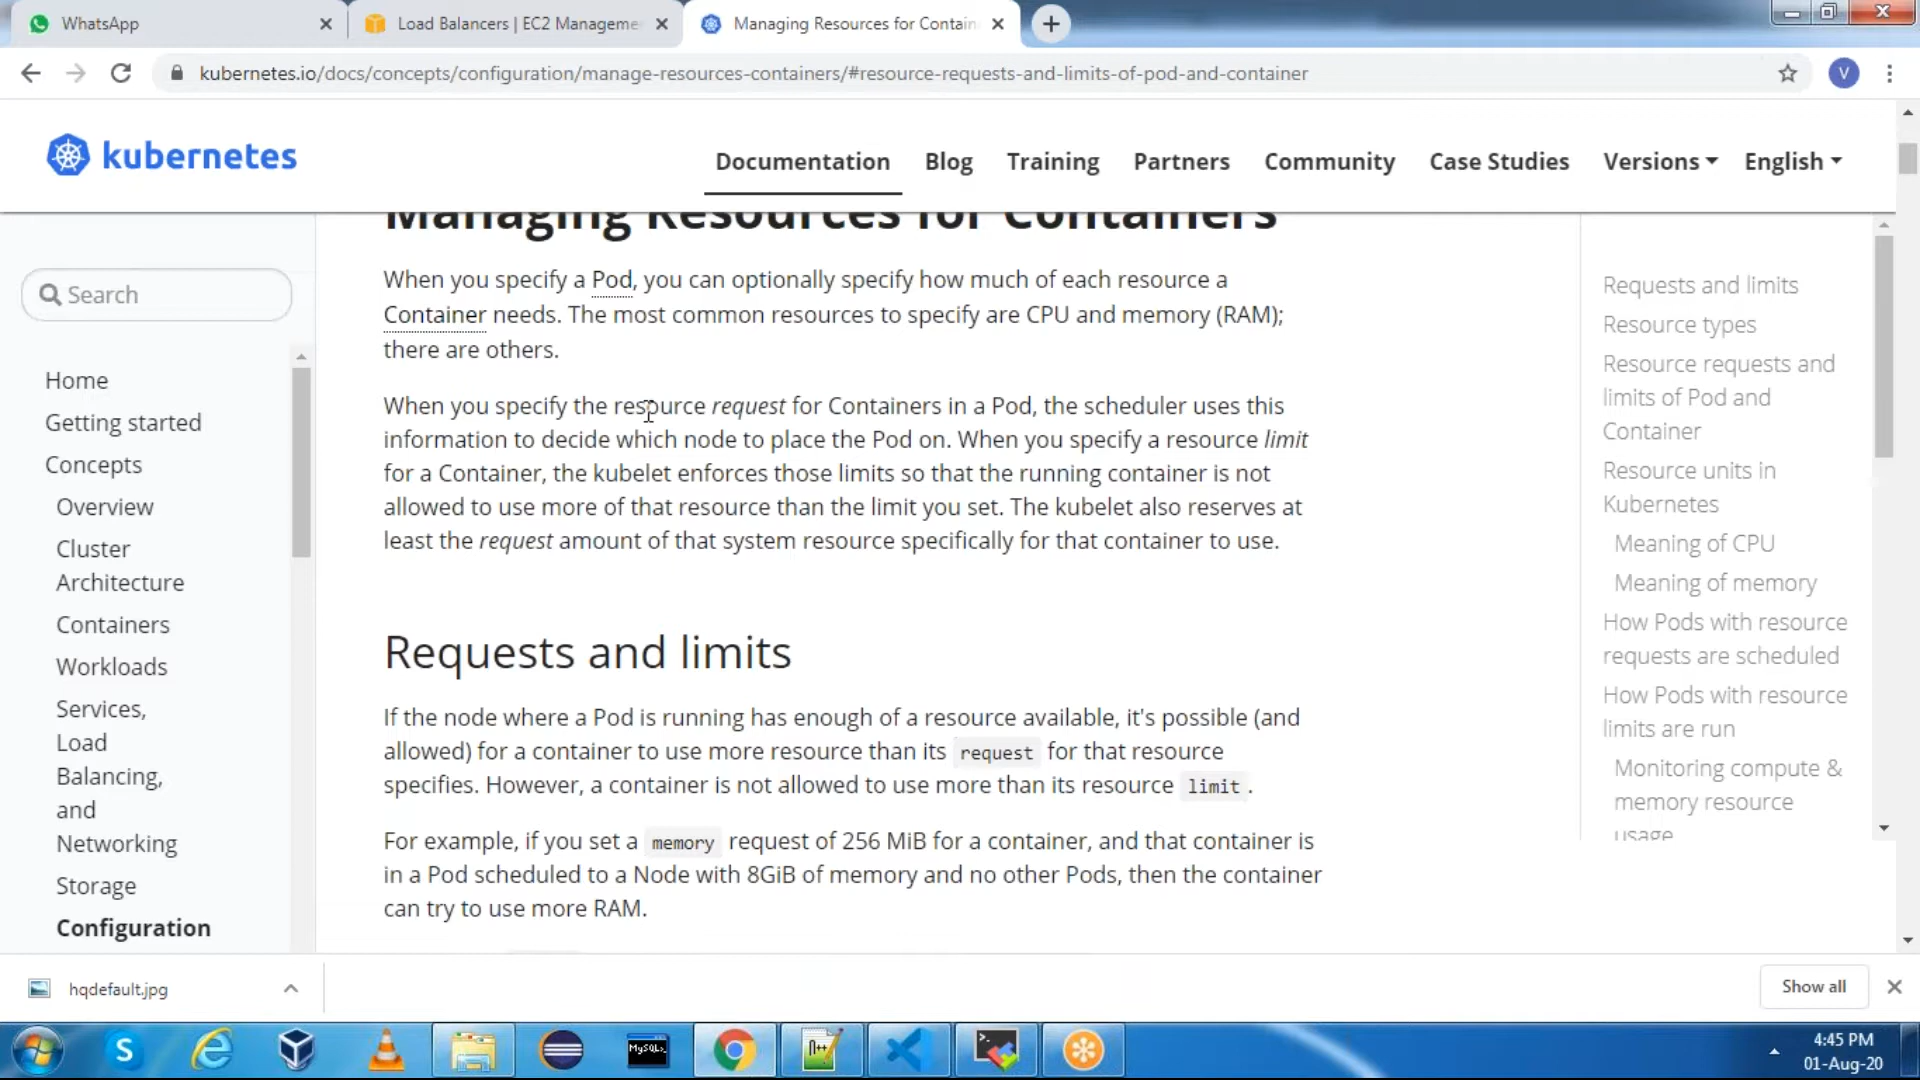 WhatsApp
Load Balancers | EC2 Manageme
Managing Resources for Contain
kubernetes.io/docs/concepts/configuration/manage-resources-containers/#resource-requests-and-limits-of-pod-and-container
V
kubernetes
Documentation Blog Training Partners Community Case Studies Versions English
Search
Home
Getting started
Concepts
Overview
Cluster
Architecture
Containers
Workloads
Services,
Load
Balancing,
and
Networking
Storage
Configuration
Managing Resources for Containers
When you specify a Pod, you can optionally specify how much of each resource a
Container needs. The most common resources to specify are CPU and memory (RAM);
there are others.
When you specify the resource request for Containers in a Pod, the scheduler uses this
information to decide which node to place the Pod on. When you specify a resource limit
for a Container, the kubelet enforces those limits so that the running container is not
allowed to use more of that resource than the limit you set. The kubelet also reserves at
least the request amount of that system resource specifically for that container to use.
Requests and limits
If the node where a Pod is running has enough of a resource available, it's possible (and
allowed) for a container to use more resource than its request for that resource
specifies. However, a container is not allowed to use more than its resource limit.
For example, if you set a memory request of 256 MiB for a container, and that container is
in a Pod scheduled to a Node with 8GiB of memory and no other Pods, then the container
can try to use more RAM.
Requests and limits
Resource types
Resource requests and
limits of Pod and
Container
Resource units in
Kubernetes
Meaning of CPU
Meaning of memory
How Pods with resource
requests are scheduled
How Pods with resource
limits are run
Monitoring compute &
memory resource
usage
hqdefault.jpg
Show all
S
MySQL
n++
4:45 PM
01-Aug-20